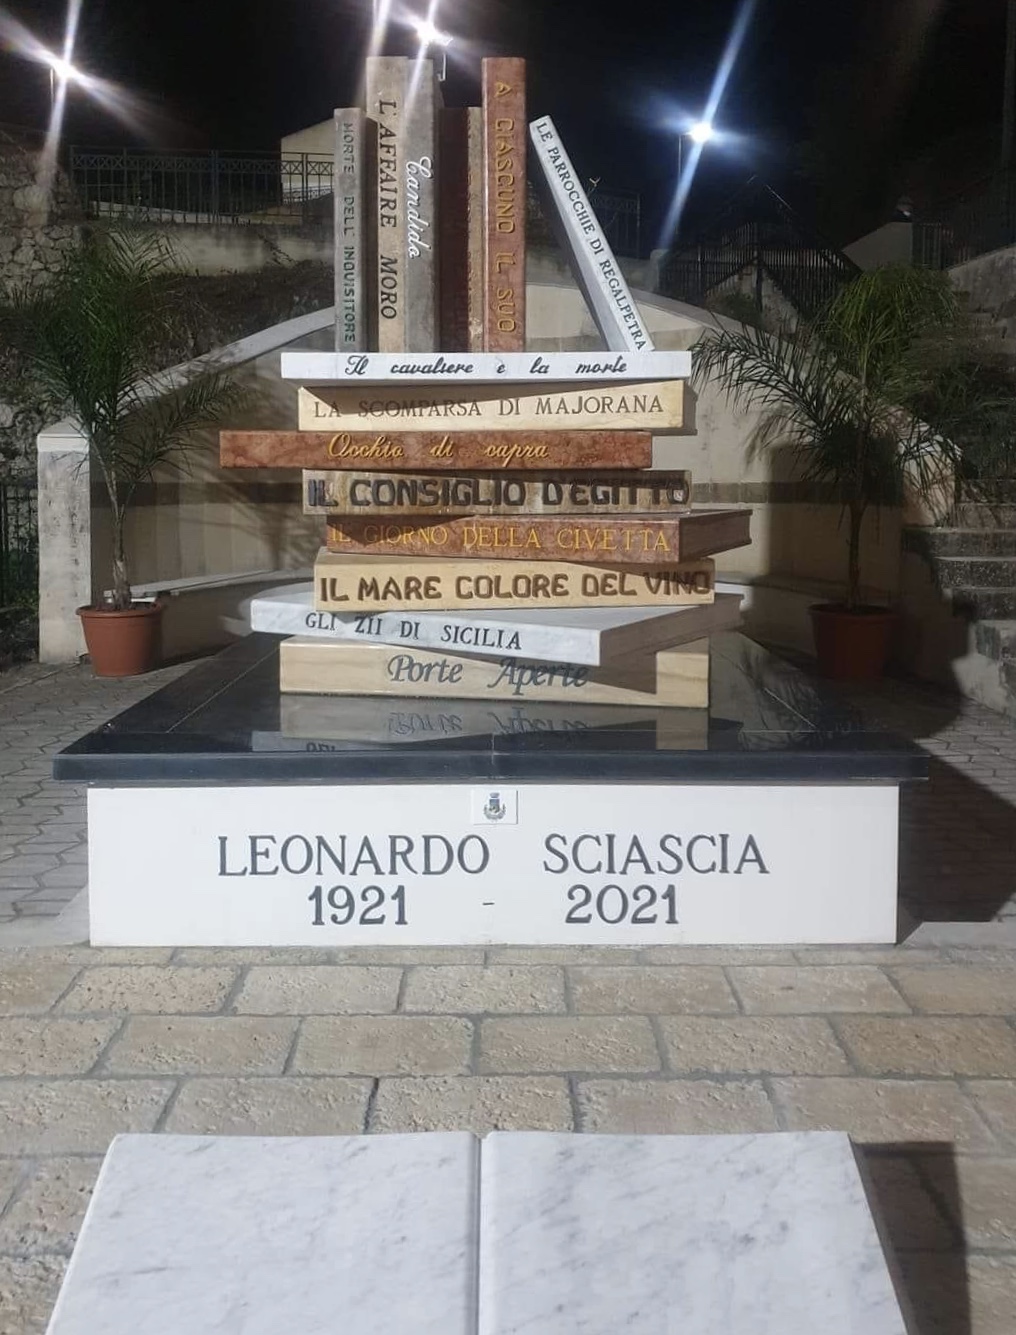 MORTE DELL' INQUISITORE
L'AFFAIRE MORO
Candido
A CIASCUNO IL SUO
LE PARROCCHIE DI REGALPETRA
Il cavaliere e la morte
LA SCOMPARSA DI MAJORANA
Occhio di capra
IL CONSIGLIO D'EGITTO
IL GIORNO DELLA CIVETTA
IL MARE COLORE DEL VINO
GLI ZII DI SICILIA
Porte Aperte
LEONARDO SCIASCIA
1921 - 2021